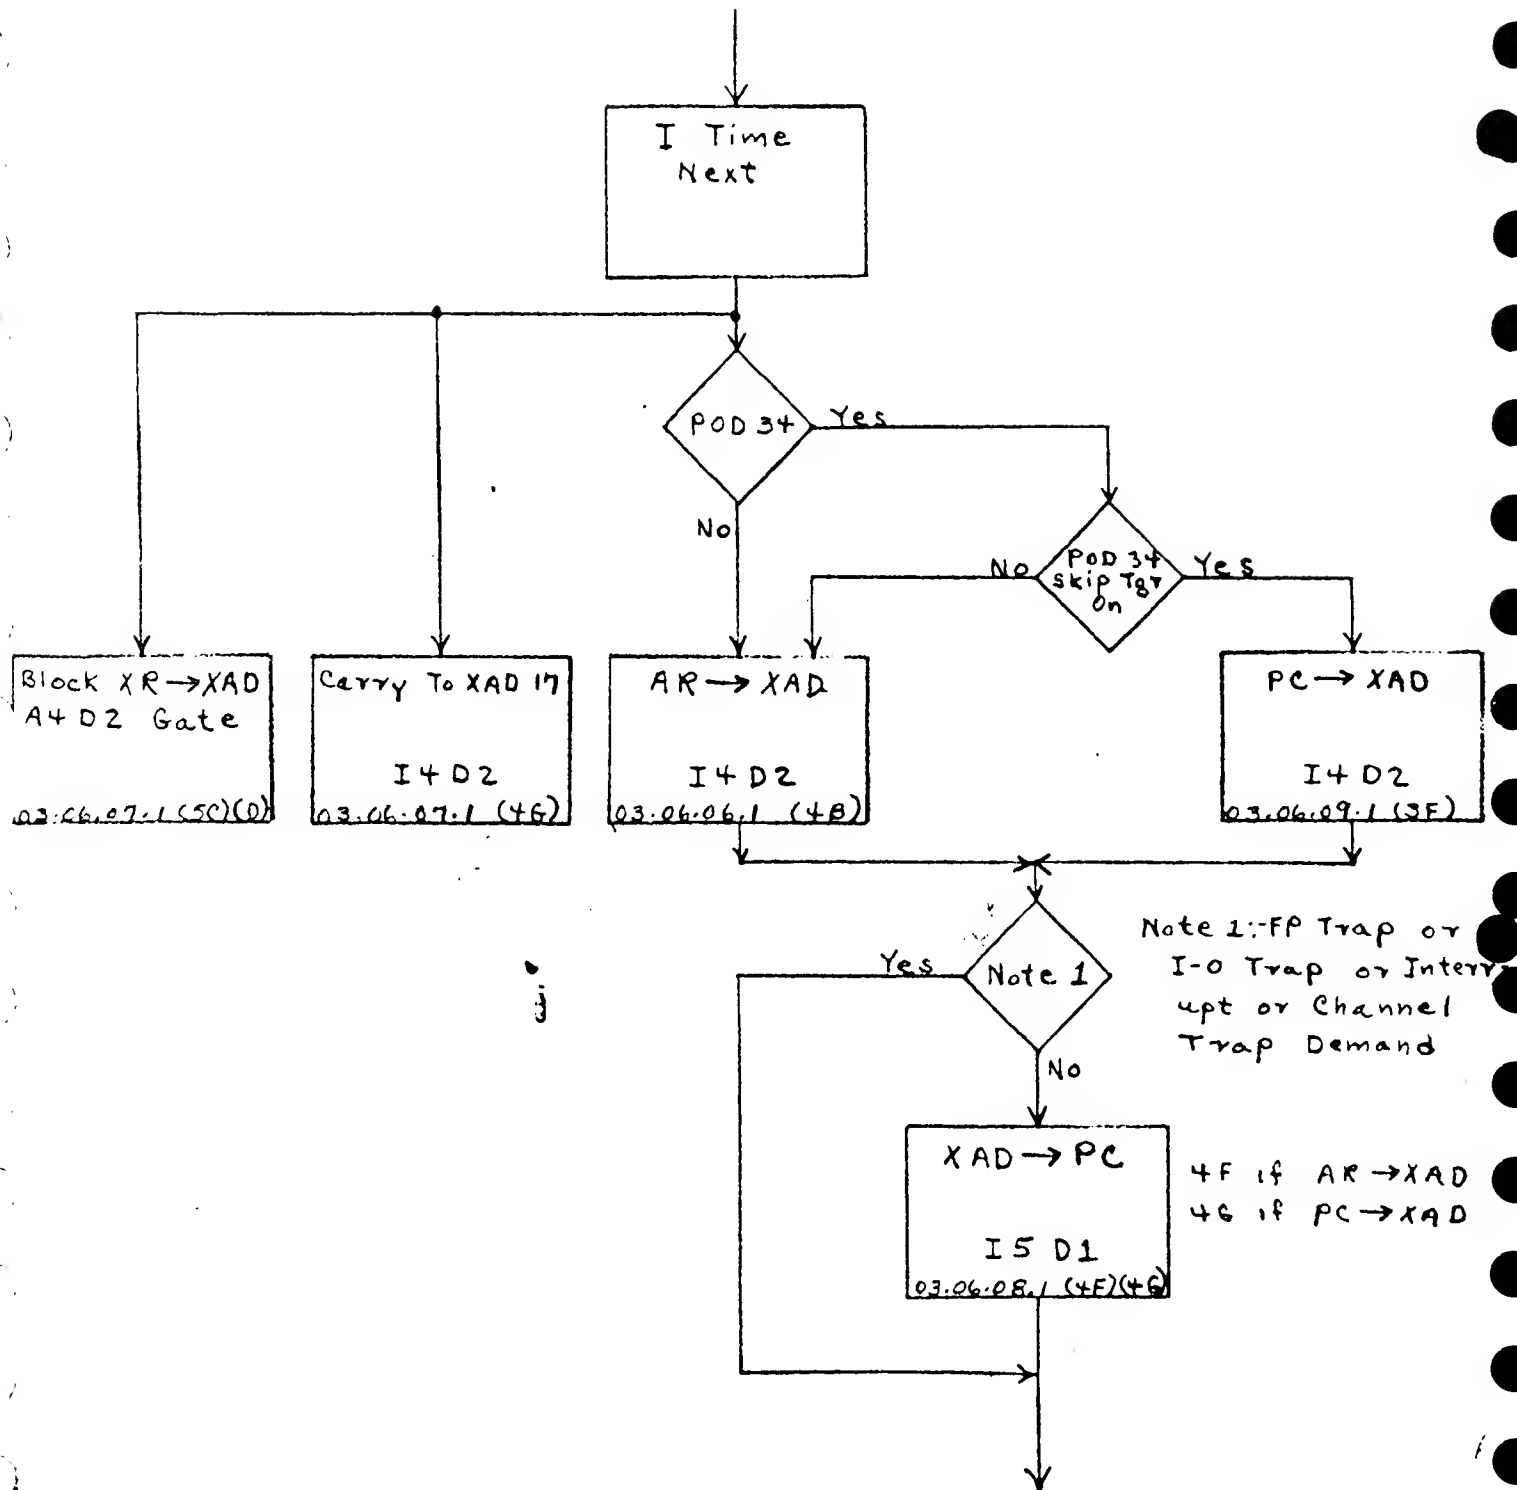 I Time
Next
POD 34
Yes
No
POD 34
Skip Tgr
On
No
Yes
Block XR→XAD
A4 D2 Gate
03.06.07.1 (5C)(D)
Carry To XAD 17
I4 D2
03.06.07.1 (4G)
AR→XAD
I4 D2
03.06.06.1 (4B)
PC→XAD
I4 D2
03.06.09.1 (3F)
Note 1
Yes
No
Note 1:-FP Trap or
I-O Trap or Interr-
upt or Channel
Trap Demand
XAD→PC
I5 D1
03.06.08.1 (4F)(4G)
4F if AR→XAD
4G if PC→XAD